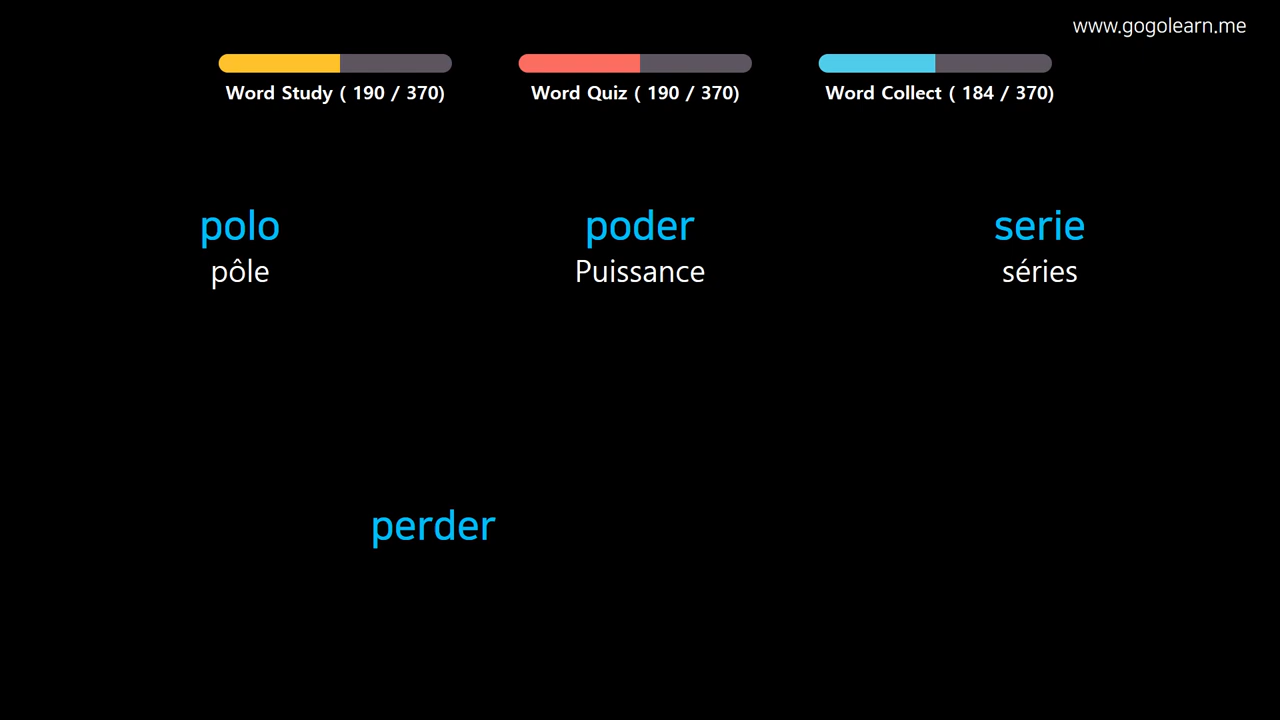 www.gogolearn.me
Word Study ( 190 / 370)
Word Quiz ( 190 / 370)
Word Collect ( 184 / 370)
polo
pôle
poder
Puissance
serie
séries
perder